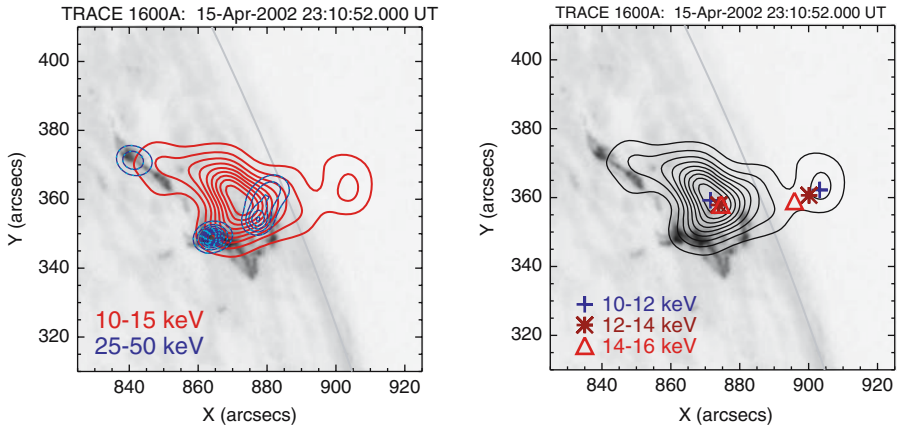 TRACE 1600A: 15-Apr-2002 23:10:52.000 UT
400
380
360
340
320
Y (arcsecs)
10-15 keV
25-50 keV
840 860 880 900 920
X (arcsecs)
TRACE 1600A: 15-Apr-2002 23:10:52.000 UT
400
380
360
340
320
Y (arcsecs)
10-12 keV
12-14 keV
14-16 keV
840 860 880 900 920
X (arcsecs)